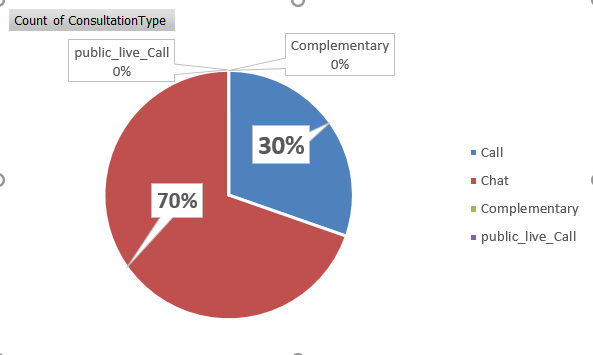 Count of ConsultationType
public_live_Call
0%
Complementary
0%
30%
70%
Call
Chat
Complementary
public_live_Call